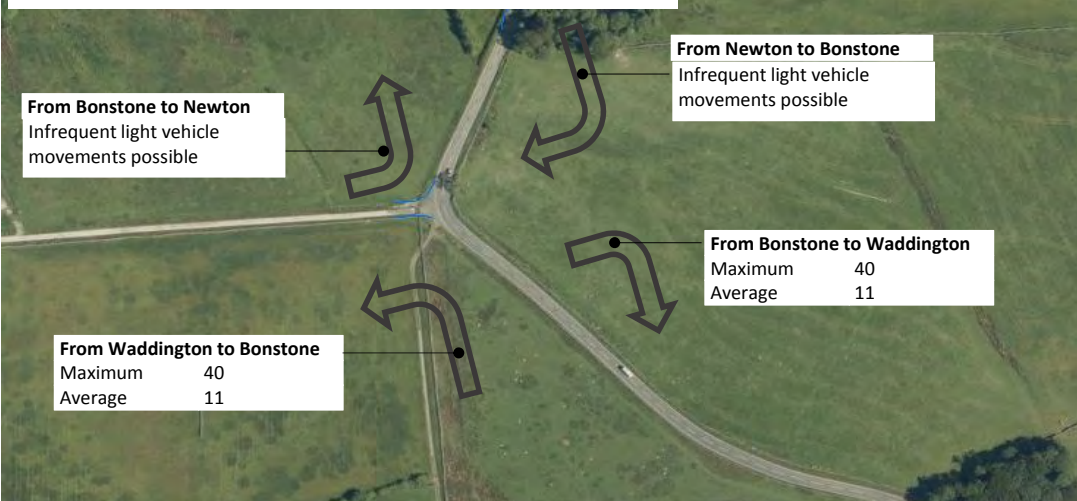 From Newton to Bonstone
Infrequent light vehicle
movements possible
From Bonstone to Newton
Infrequent light vehicle
movements possible
From Bonstone to Waddington
Maximum 40
Average 11
From Waddington to Bonstone
Maximum 40
Average 11